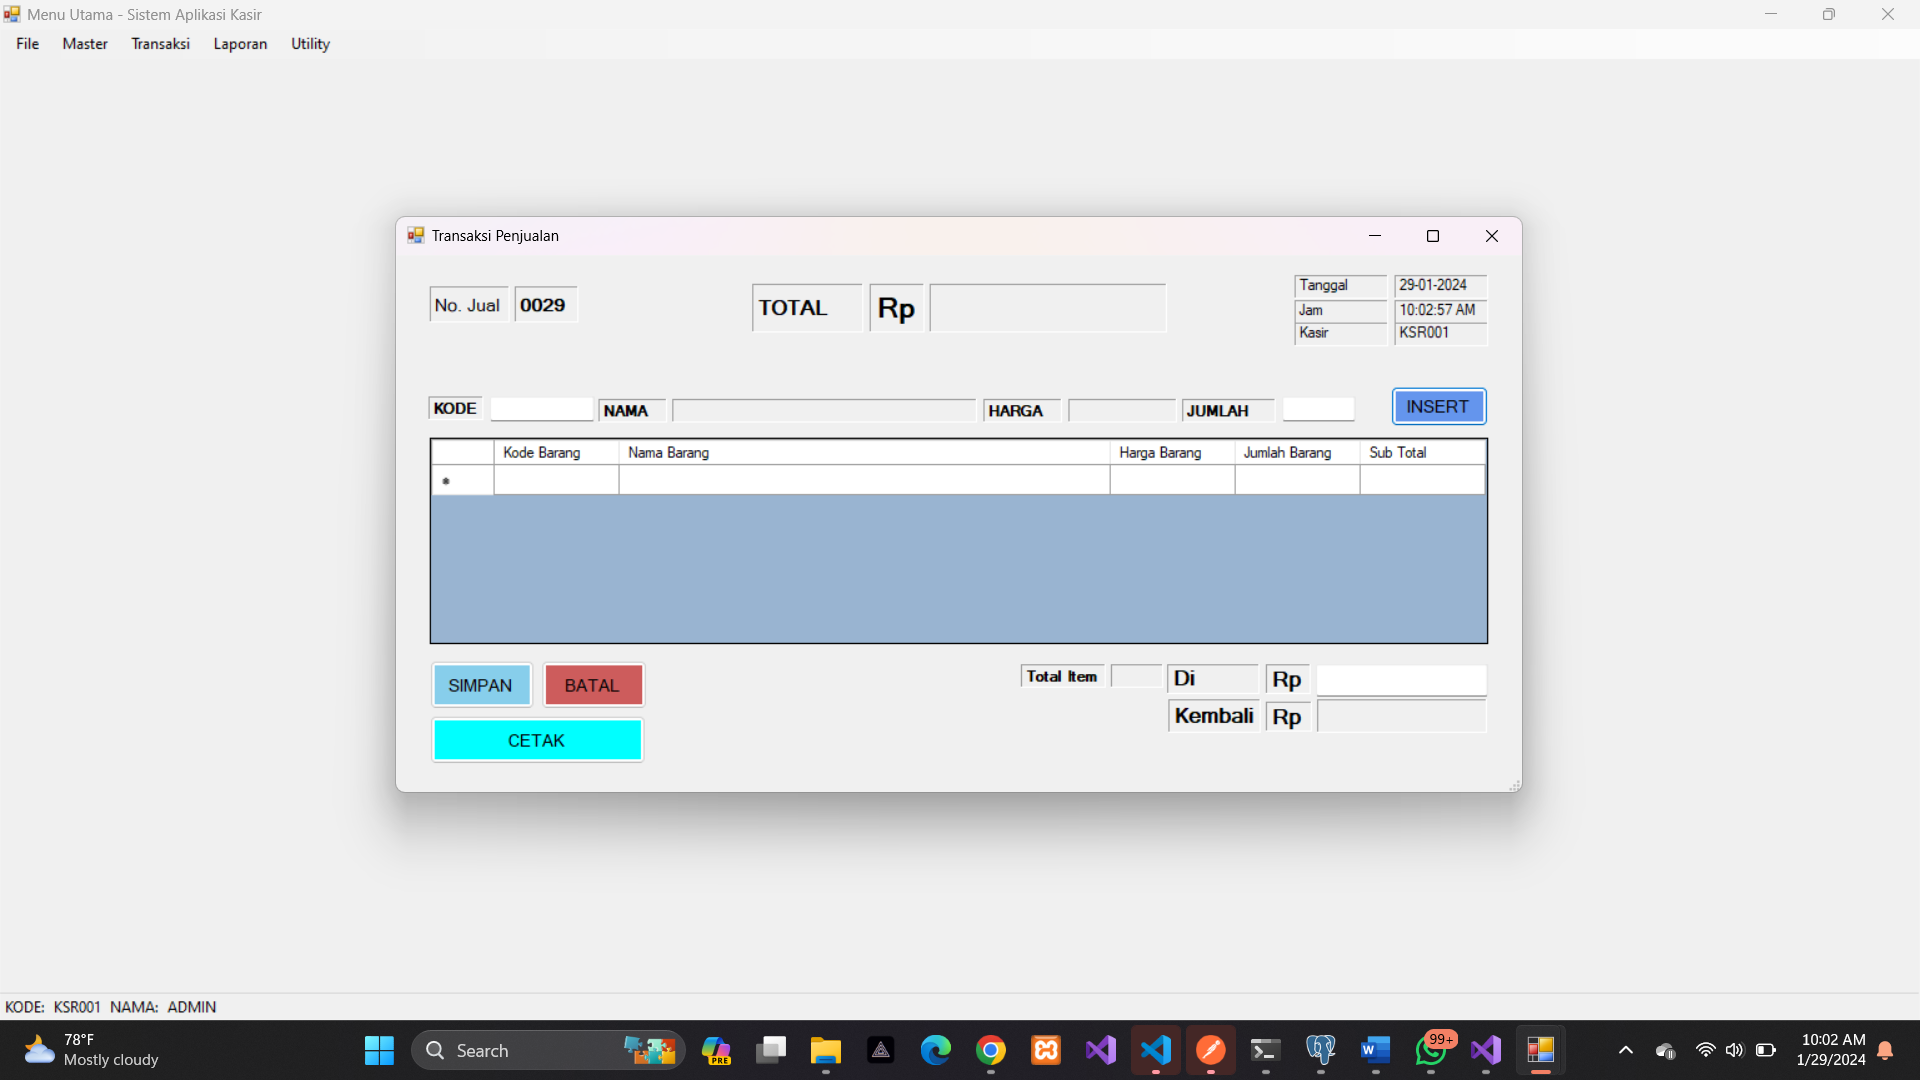 Menu Utama - Sistem Aplikasi Kasir
File Master Transaksi Laporan Utility
Transaksi Penjualan
No. Jual 0029
TOTAL Rp
Tanggal 29-01-2024
Jam 10:02:57 AM
Kasir KSR001
KODE NAMA HARGA JUMLAH INSERT
Kode Barang Nama Barang Harga Barang Jumlah Barang Sub Total
SIMPAN BATAL Total Item Di Rp
Kembali Rp
CETAK
KODE: KSR001 NAMA: ADMIN
78°F
Mostly cloudy
Search
PRE
99+
10:02 AM
1/29/2024